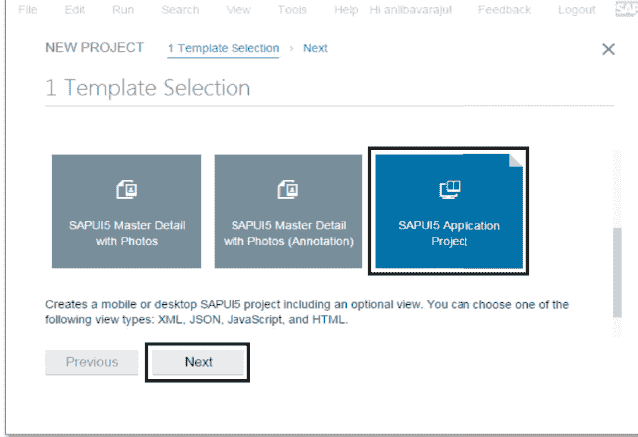 File Edit Run Search View Tools Help Hi anilbavaraju! Feedback Logout SAP
NEW PROJECT 1 Template Selection › Next
1 Template Selection
SAPUI5 Master Detail
with Photos
SAPUI5 Master Detail
with Photos (Annotation)
SAPUI5 Appication
Project
Creates a mobile or desktop SAPUI5 project including an optional view. You can choose one of the
following view types: XML, JSON, JavaScript, and HTML.
Previous Next